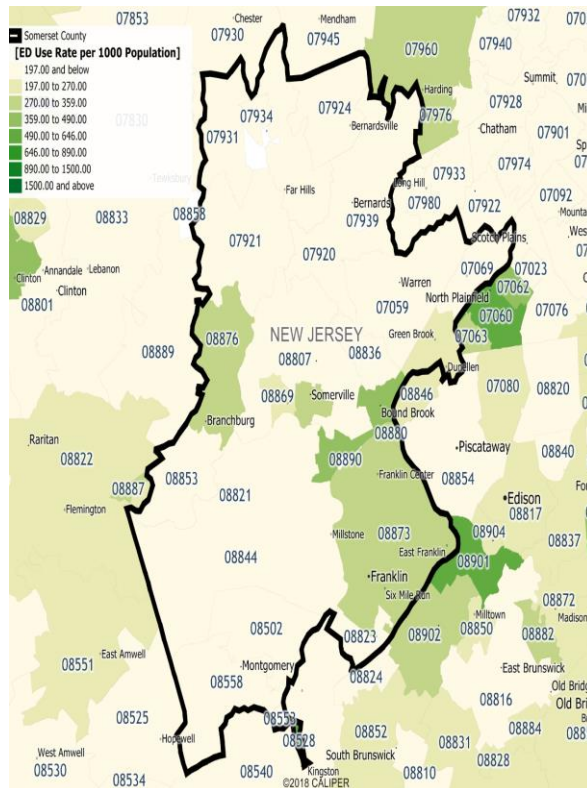 Somerset County
[ED Use Rate per 1000 Population]
197.00 and below
197.00 to 270.00
270.00 to 359.00
359.00 to 490.00
490.00 to 646.00
646.00 to 890.00
890.00 to 1500.00
1500.00 and above
07853
Chester
Mendham
07932
07930
07945
07960
07940
Summit
Harding
07934
07924
07976
07928
07830
07931
Bernardsville
Chatham
07901
07974
Tewksbury
07933
Long Hill
Far Hills
Bernards
07980
07092
08829
08833
08858
07939
07922
Scotch Plains
07921
07920
Clinton
Annandale
Lebanon
Warren
07069
07023
08801
Clinton
North Plainfield
07062
07059
07060
07076
08876
NEW JERSEY
Green Brook
07063
08889
08807
08836
Dunellen
08869
Somerville
08846
07080
08820
Branchburg
Bound Brook
Raritan
08880
08822
08890
Piscataway
08840
08853
Franklin Center
08854
08887
08821
Edison
Flemington
08817
Millstone
08873
08904
08837
08844
East Franklin
08901
Franklin
Six Mile Run
08872
Milltown
Madison
08502
08823
08902
08850
08882
08551
East Amwell
Montgomery
08824
East Brunswick
08558
Old Bridg
08816
Old Bri
08525
08553
Hopewell
08528
08852
08884
West Amwell
South Brunswick
08831
08530
08534
08540
Kingston
08810
08828
©2018 CALIPER